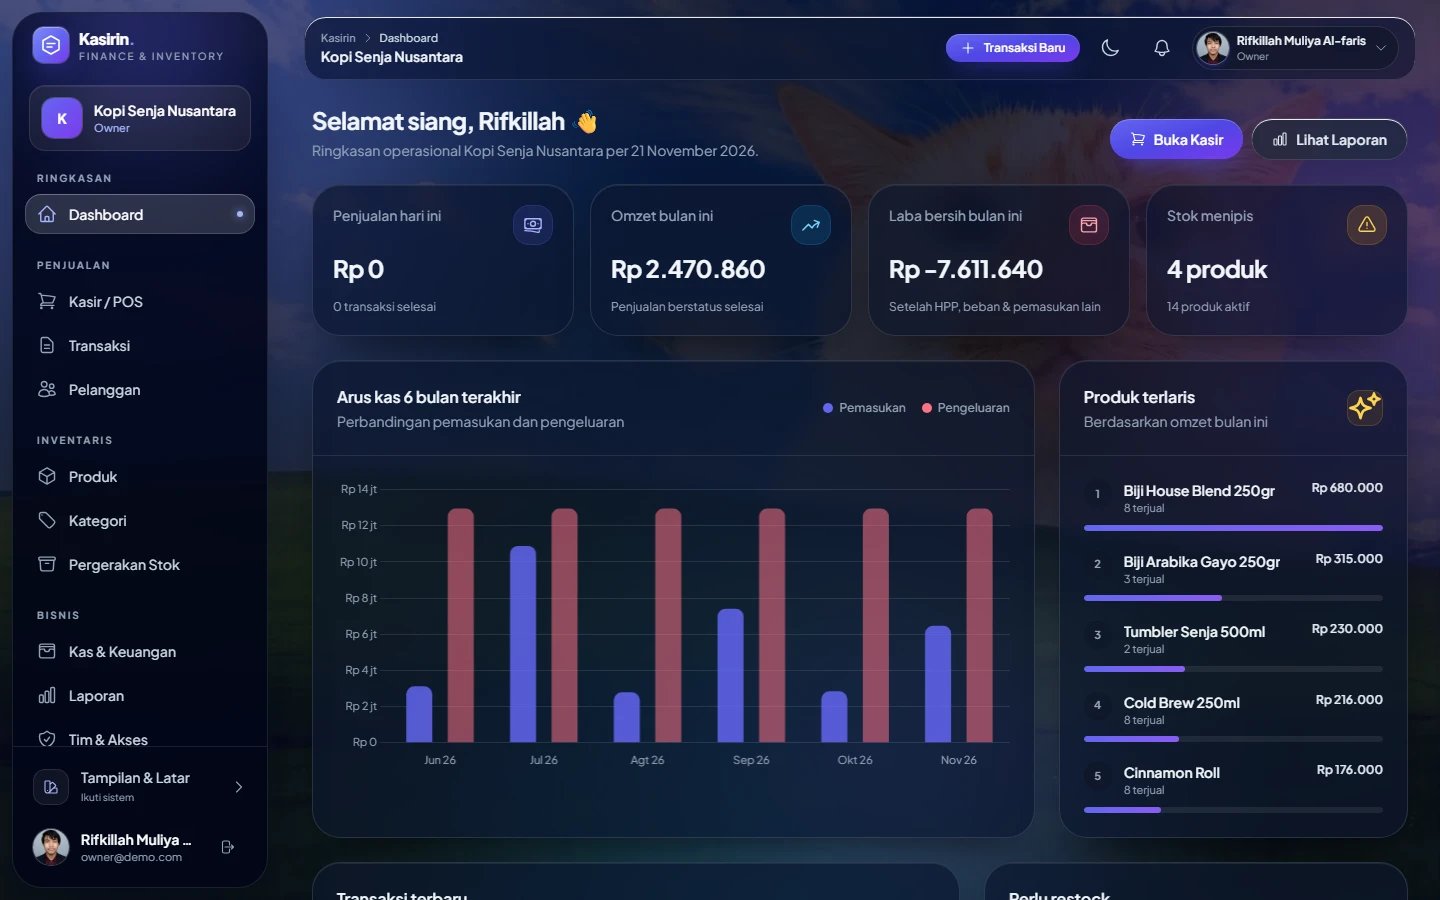 Kasirin.
FINANCE & INVENTORY
K
Kopi Senja Nusantara
Owner
RINGKASAN
Dashboard
PENJUALAN
Kasir / POS
Transaksi
Pelanggan
INVENTARIS
Produk
Kategori
Pergerakan Stok
BISNIS
Kas & Keuangan
Laporan
Tim & Akses
Tampilan & Latar
Ikuti sistem
Rifkillah Muliya ...
owner@demo.com
Kasirin > Dashboard
Kopi Senja Nusantara
Transaksi Baru
Rifkillah Muliya Al-faris
Owner
Selamat siang, Rifkillah 👋
Ringkasan operasional Kopi Senja Nusantara per 21 November 2026.
Buka Kasir
Lihat Laporan
Penjualan hari ini
Rp 0
0 transaksi selesai
Omzet bulan ini
Rp 2.470.860
Penjualan berstatus selesai
Laba bersih bulan ini
Rp -7.611.640
Setelah HPP, beban & pemasukan lain
Stok menipis
4 produk
14 produk aktif
Arus kas 6 bulan terakhir
Perbandingan pemasukan dan pengeluaran
Pemasukan
Pengeluaran
Rp 14 jt
Rp 12 jt
Rp 10 jt
Rp 8 jt
Rp 6 jt
Rp 4 jt
Rp 2 jt
Rp 0
Jun 26
Jul 26
Agt 26
Sep 26
Okt 26
Nov 26
Produk terlaris
Berdasarkan omzet bulan ini
1 Biji House Blend 250gr Rp 680.000
8 terjual
2 Biji Arabika Gayo 250gr Rp 315.000
3 terjual
3 Tumbler Senja 500ml Rp 230.000
2 terjual
4 Cold Brew 250ml Rp 216.000
8 terjual
5 Cinnamon Roll Rp 176.000
8 terjual
Transaksi terbaru
Perlu restock